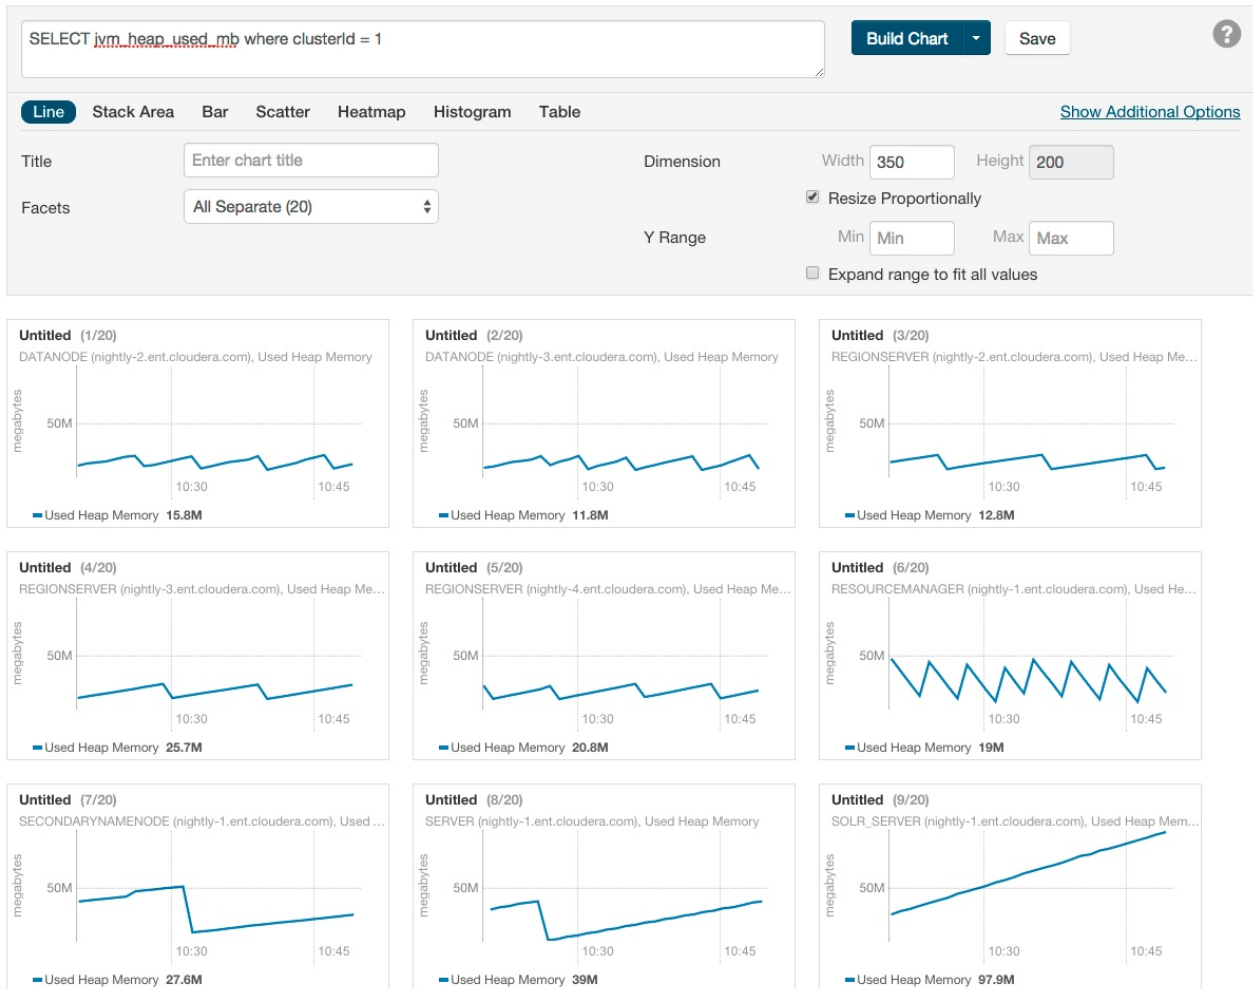 SELECT jvm_heap_used_mb where clusterId = 1
Build Chart
Save
?
Line Stack Area Bar Scatter Heatmap Histogram Table Show Additional Options
Title Enter chart title Dimension Width 350 Height 200
Resize Proportionally
Facets All Separate (20)
Y Range Min Min Max Max
Expand range to fit all values
Untitled (1/20)
DATANODE (nightly-2.ent.cloudera.com), Used Heap Memory
megabytes
50M
10:30 10:45
Used Heap Memory 15.8M
Untitled (2/20)
DATANODE (nightly-3.ent.cloudera.com), Used Heap Memory
megabytes
50M
10:30 10:45
Used Heap Memory 11.8M
Untitled (3/20)
REGIONSERVER (nightly-2.ent.cloudera.com), Used Heap Me...
megabytes
50M
10:30 10:45
Used Heap Memory 12.8M
Untitled (4/20)
REGIONSERVER (nightly-3.ent.cloudera.com), Used Heap Me...
megabytes
50M
10:30 10:45
Used Heap Memory 25.7M
Untitled (5/20)
REGIONSERVER (nightly-4.ent.cloudera.com), Used Heap Me...
megabytes
50M
10:30 10:45
Used Heap Memory 20.8M
Untitled (6/20)
RESOURCEMANAGER (nightly-1.ent.cloudera.com), Used He...
megabytes
50M
10:30 10:45
Used Heap Memory 19M
Untitled (7/20)
SECONDARYNAMENODE (nightly-1.ent.cloudera.com), Used ...
megabytes
50M
10:30 10:45
Used Heap Memory 27.6M
Untitled (8/20)
SERVER (nightly-1.ent.cloudera.com), Used Heap Memory
megabytes
50M
10:30 10:45
Used Heap Memory 39M
Untitled (9/20)
SOLR_SERVER (nightly-1.ent.cloudera.com), Used Heap Mem...
megabytes
50M
10:30 10:45
Used Heap Memory 97.9M